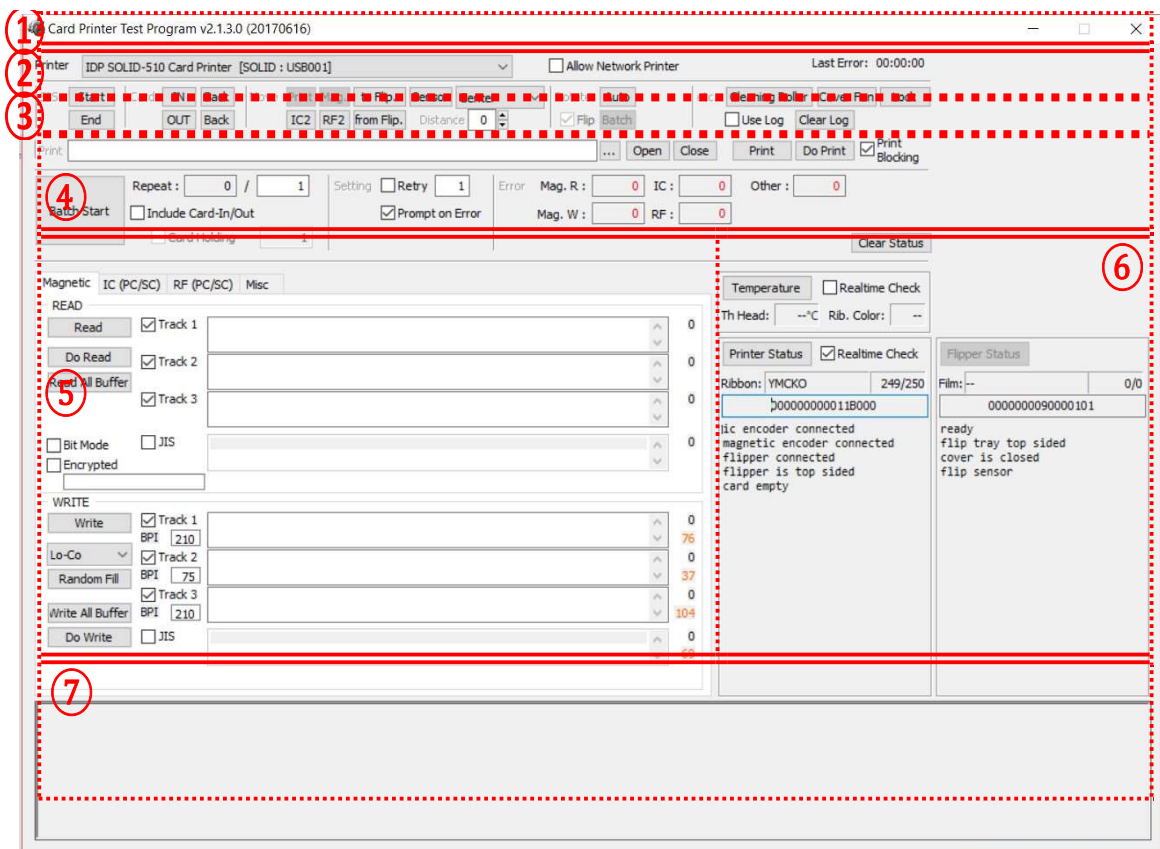 ①
Card Printer Test Program v2.1.3.0 (20170616)
②
Printer IDP SOLID-510 Card Printer [SOLID : USB001] Allow Network Printer Last Error: 00:00:00
③
Start IN Back to Flip. Sensor Center Auto Cleaning Roller Cover Fan Lock
End OUT Back IC2 RF2 from Flip. Distance 0 Flip Batch Use Log Clear Log
Print ... Open Close Print Do Print Print Blocking
④
Batch Start Repeat : 0 / 1 Setting Retry 1 Error Mag. R : 0 IC : 0 Other : 0
Include Card-In/Out Prompt on Error Mag. W : 0 RF : 0
Card Holding 1
Clear Status
⑥
Magnetic IC (PC/SC) RF (PC/SC) Misc
READ
Read Track 1 0
Do Read Track 2 0
Read All Buffer
⑤
Track 3 0
Bit Mode JIS 0
Encrypted
WRITE
Write Track 1 0
BPI 210 76
Lo-Co Track 2 0
Random Fill BPI 75 37
Track 3 0
Write All Buffer BPI 210 104
Do Write JIS 0
69
Temperature Realtime Check
Th Head: --°C Rib. Color: --
Printer Status Realtime Check
Ribbon: YMCKO 249/250
00000000011B000
ic encoder connected
magnetic encoder connected
flipper connected
flipper is top sided
card empty
Flipper Status
Film: -- 0/0
0000000090000101
ready
flip tray top sided
cover is closed
flip sensor
⑦